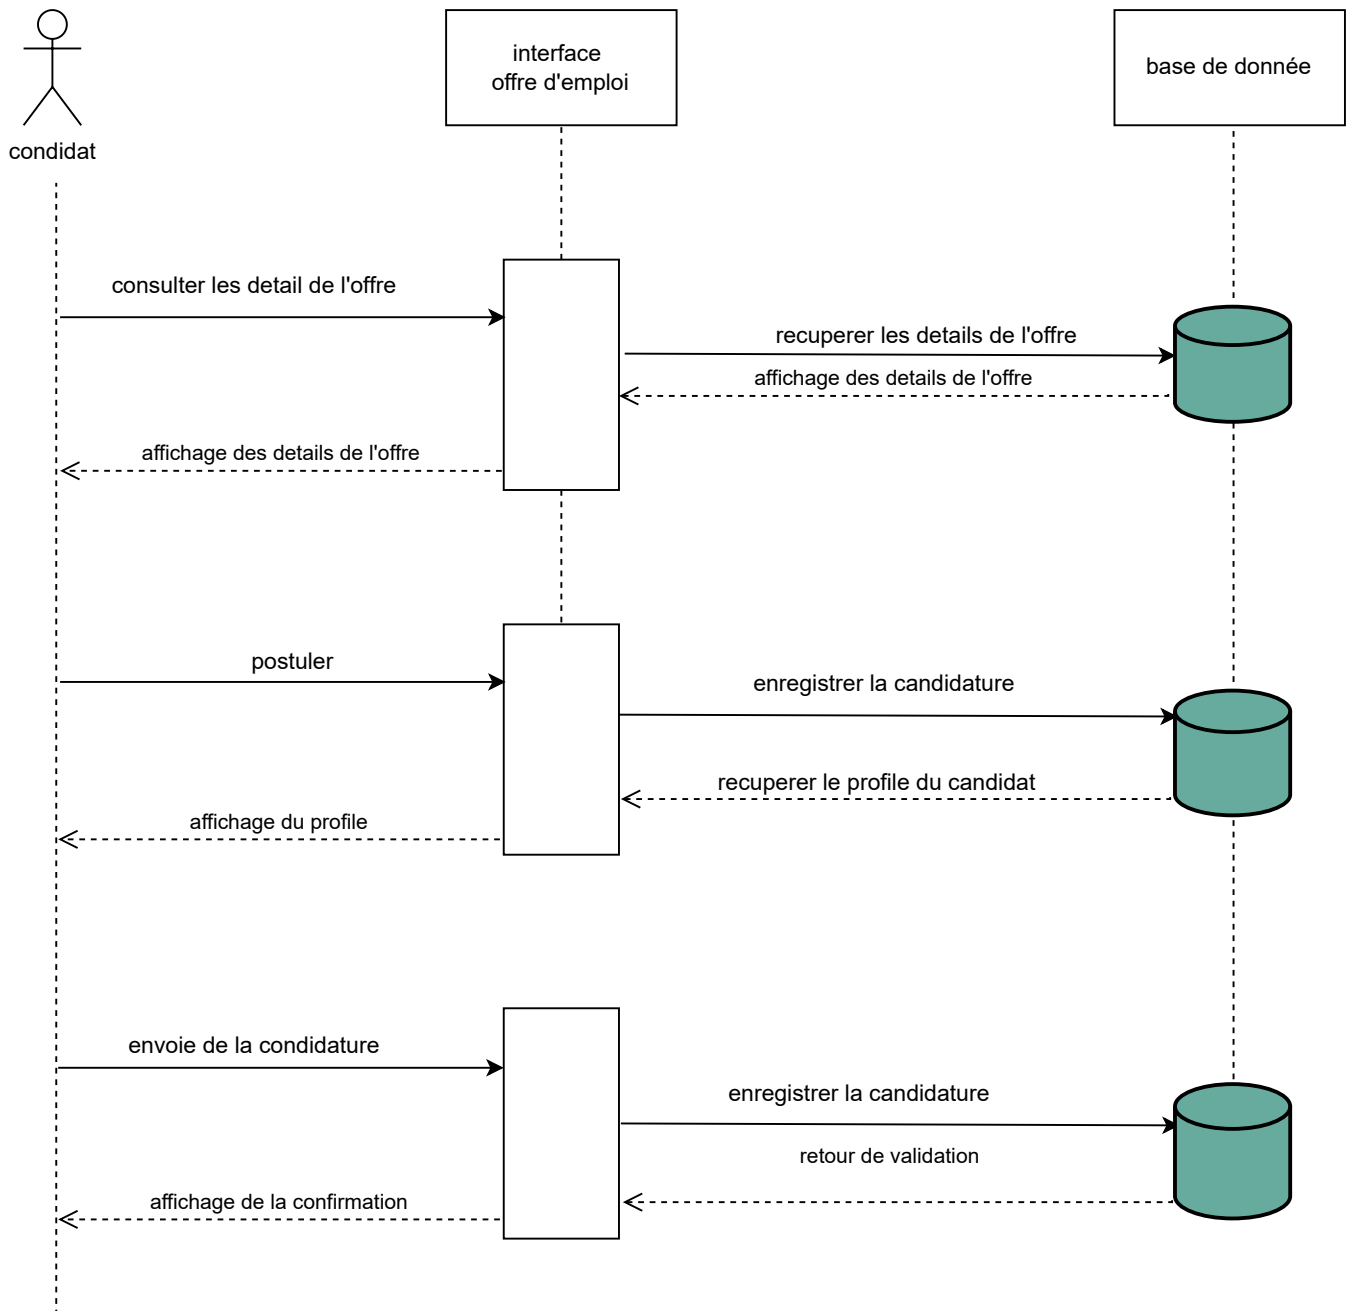 condidat
interface
offre d'emploi
base de donnée
consulter les detail de l'offre
recuperer les details de l'offre
affichage des details de l'offre
affichage des details de l'offre
postuler
enregistrer la candidature
recuperer le profile du candidat
affichage du profile
envoie de la condidature
enregistrer la candidature
retour de validation
affichage de la confirmation